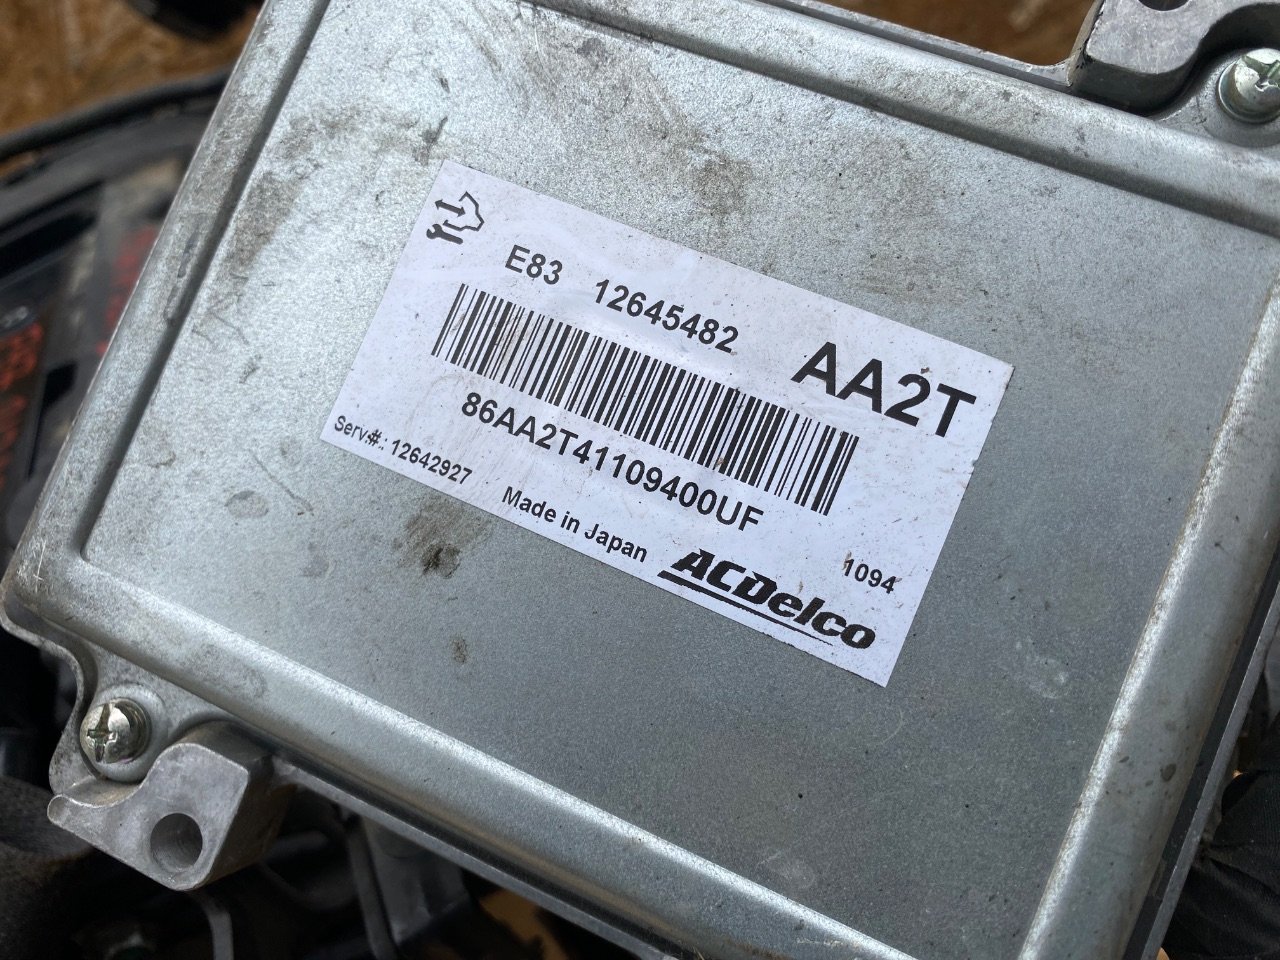 E83 12645482
AA2T
86AA2T41109400UF
Serv.#.: 12642927
Made in Japan
1094
ACDelco